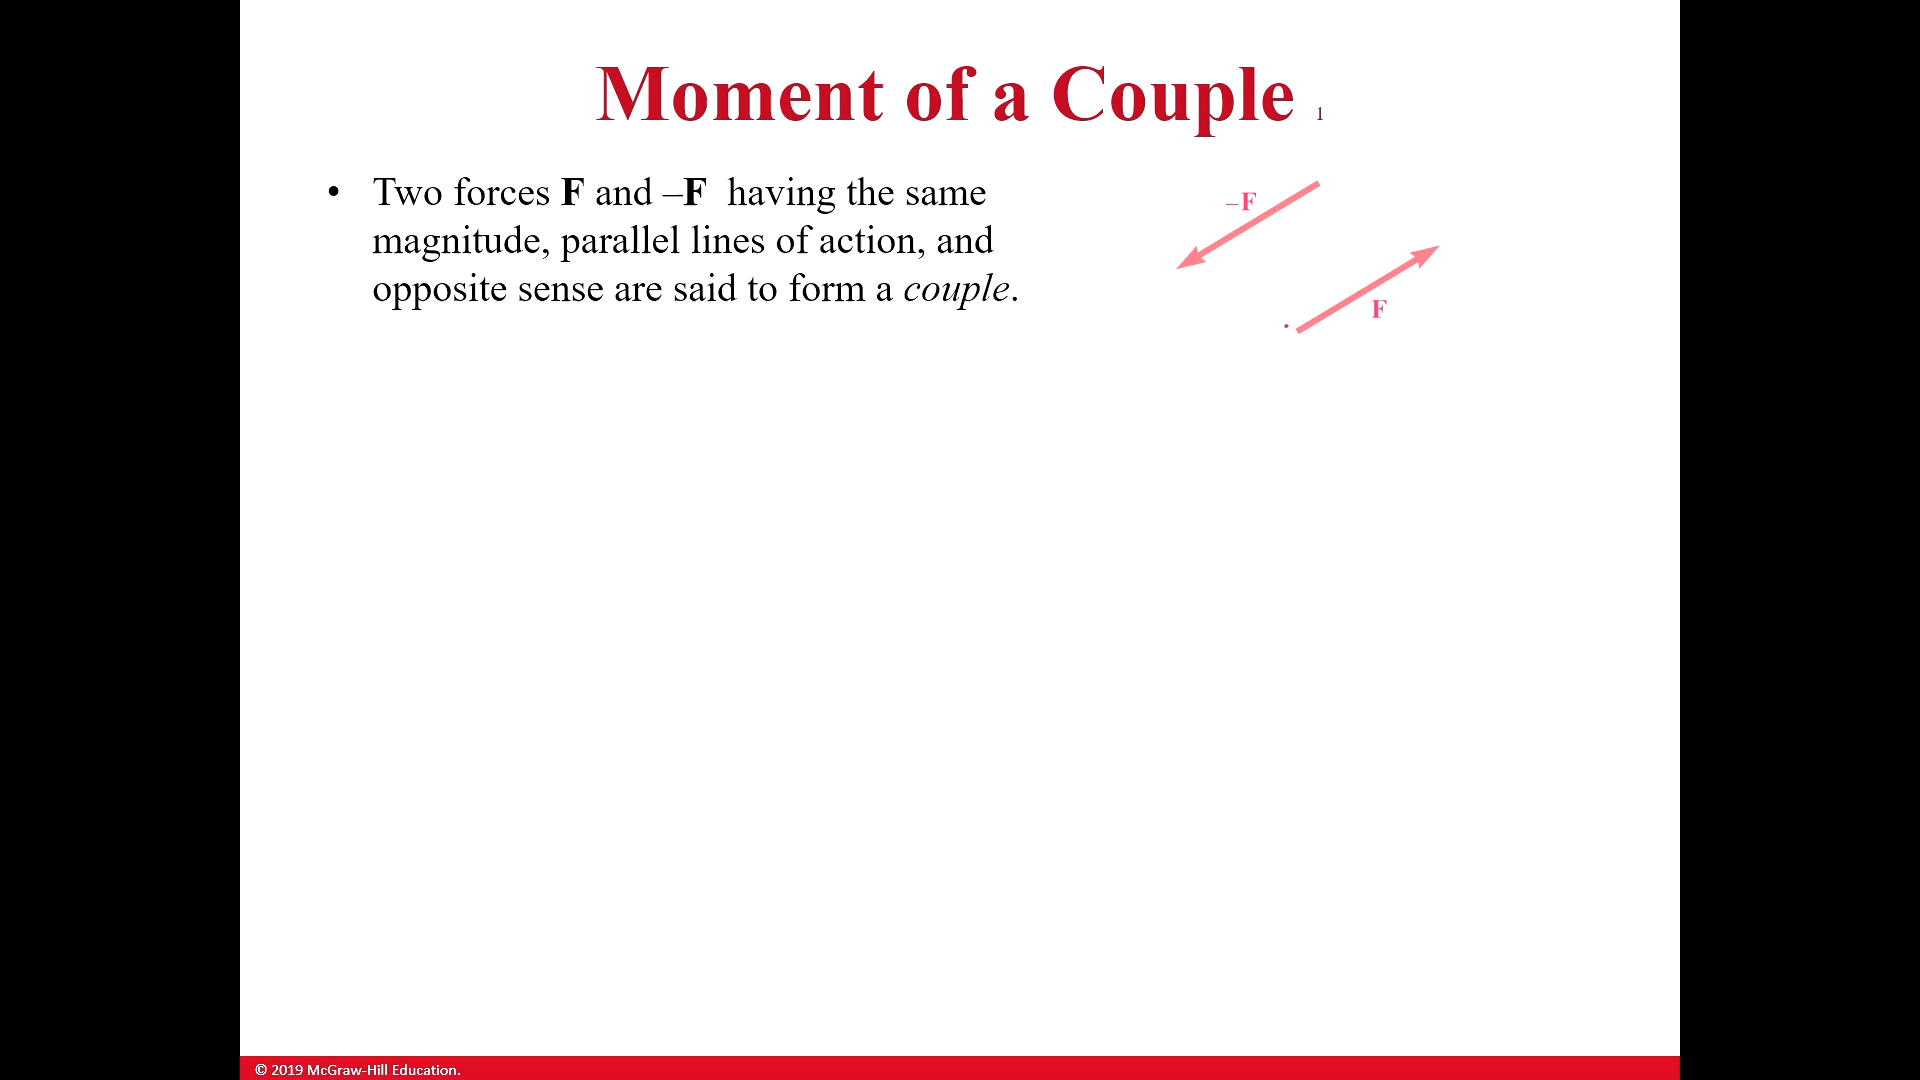 Moment of a Couple 1
• Two forces F and –F having the same
magnitude, parallel lines of action, and
opposite sense are said to form a couple.
–F
F
© 2019 McGraw-Hill Education.